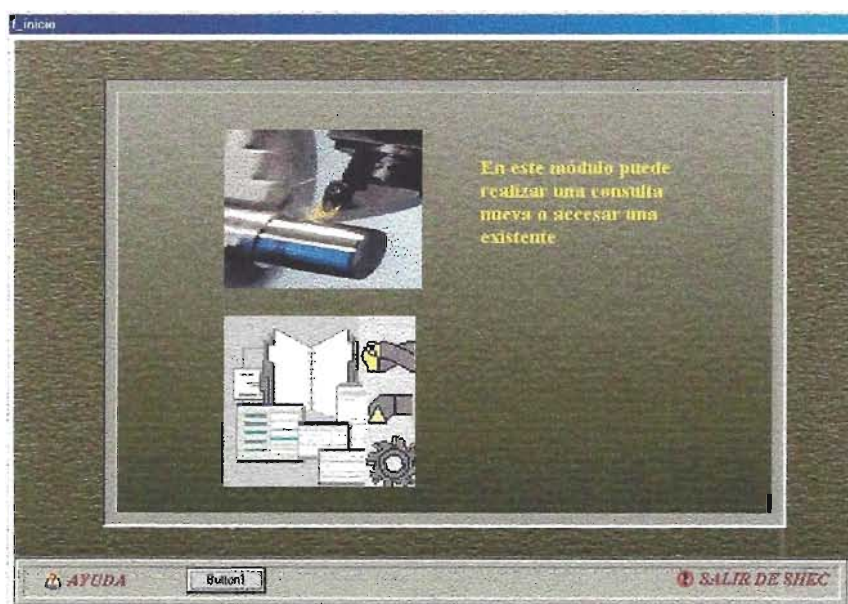 f_inicio
En este módulo puede
realizar una consulta
nueva o accesar una
existente
AYUDA
Button1
SALIR DE SHEC